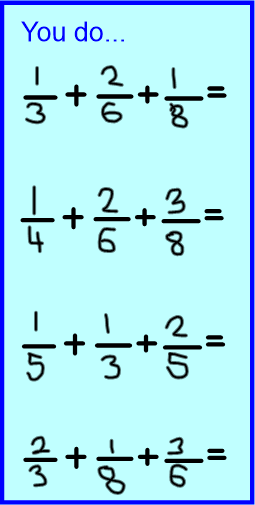 You do...
1/3 + 2/6 + 1/8 =
1/4 + 2/6 + 3/8 =
1/5 + 1/3 + 2/5 =
2/3 + 1/8 + 3/6 =